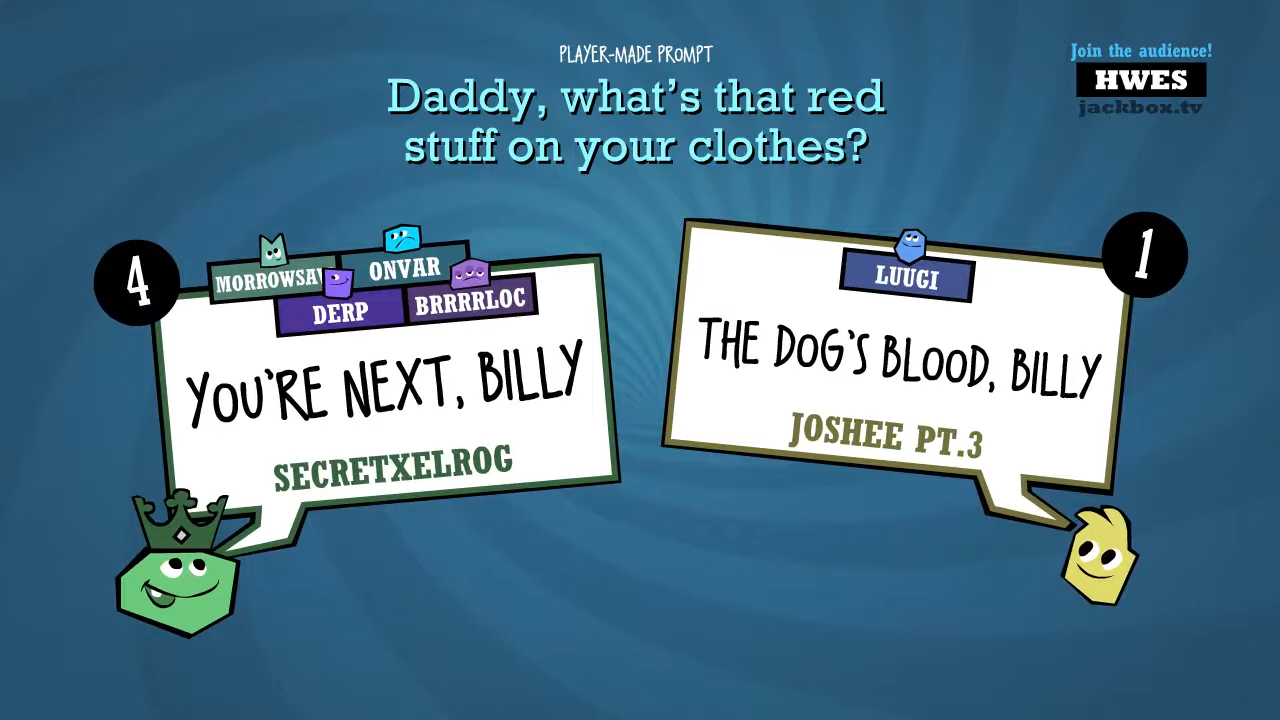 PLAYER-MADE PROMPT
Daddy, what's that red
stuff on your clothes?
Join the audience!
HWES
jackbox.tv
4
ONVAR
DERP
BRRRRLOC
YOU'RE NEXT, BILLY
SECRETXELROG
1
LUUGI
THE DOG'S BLOOD, BILLY
JOSHEE PT.3